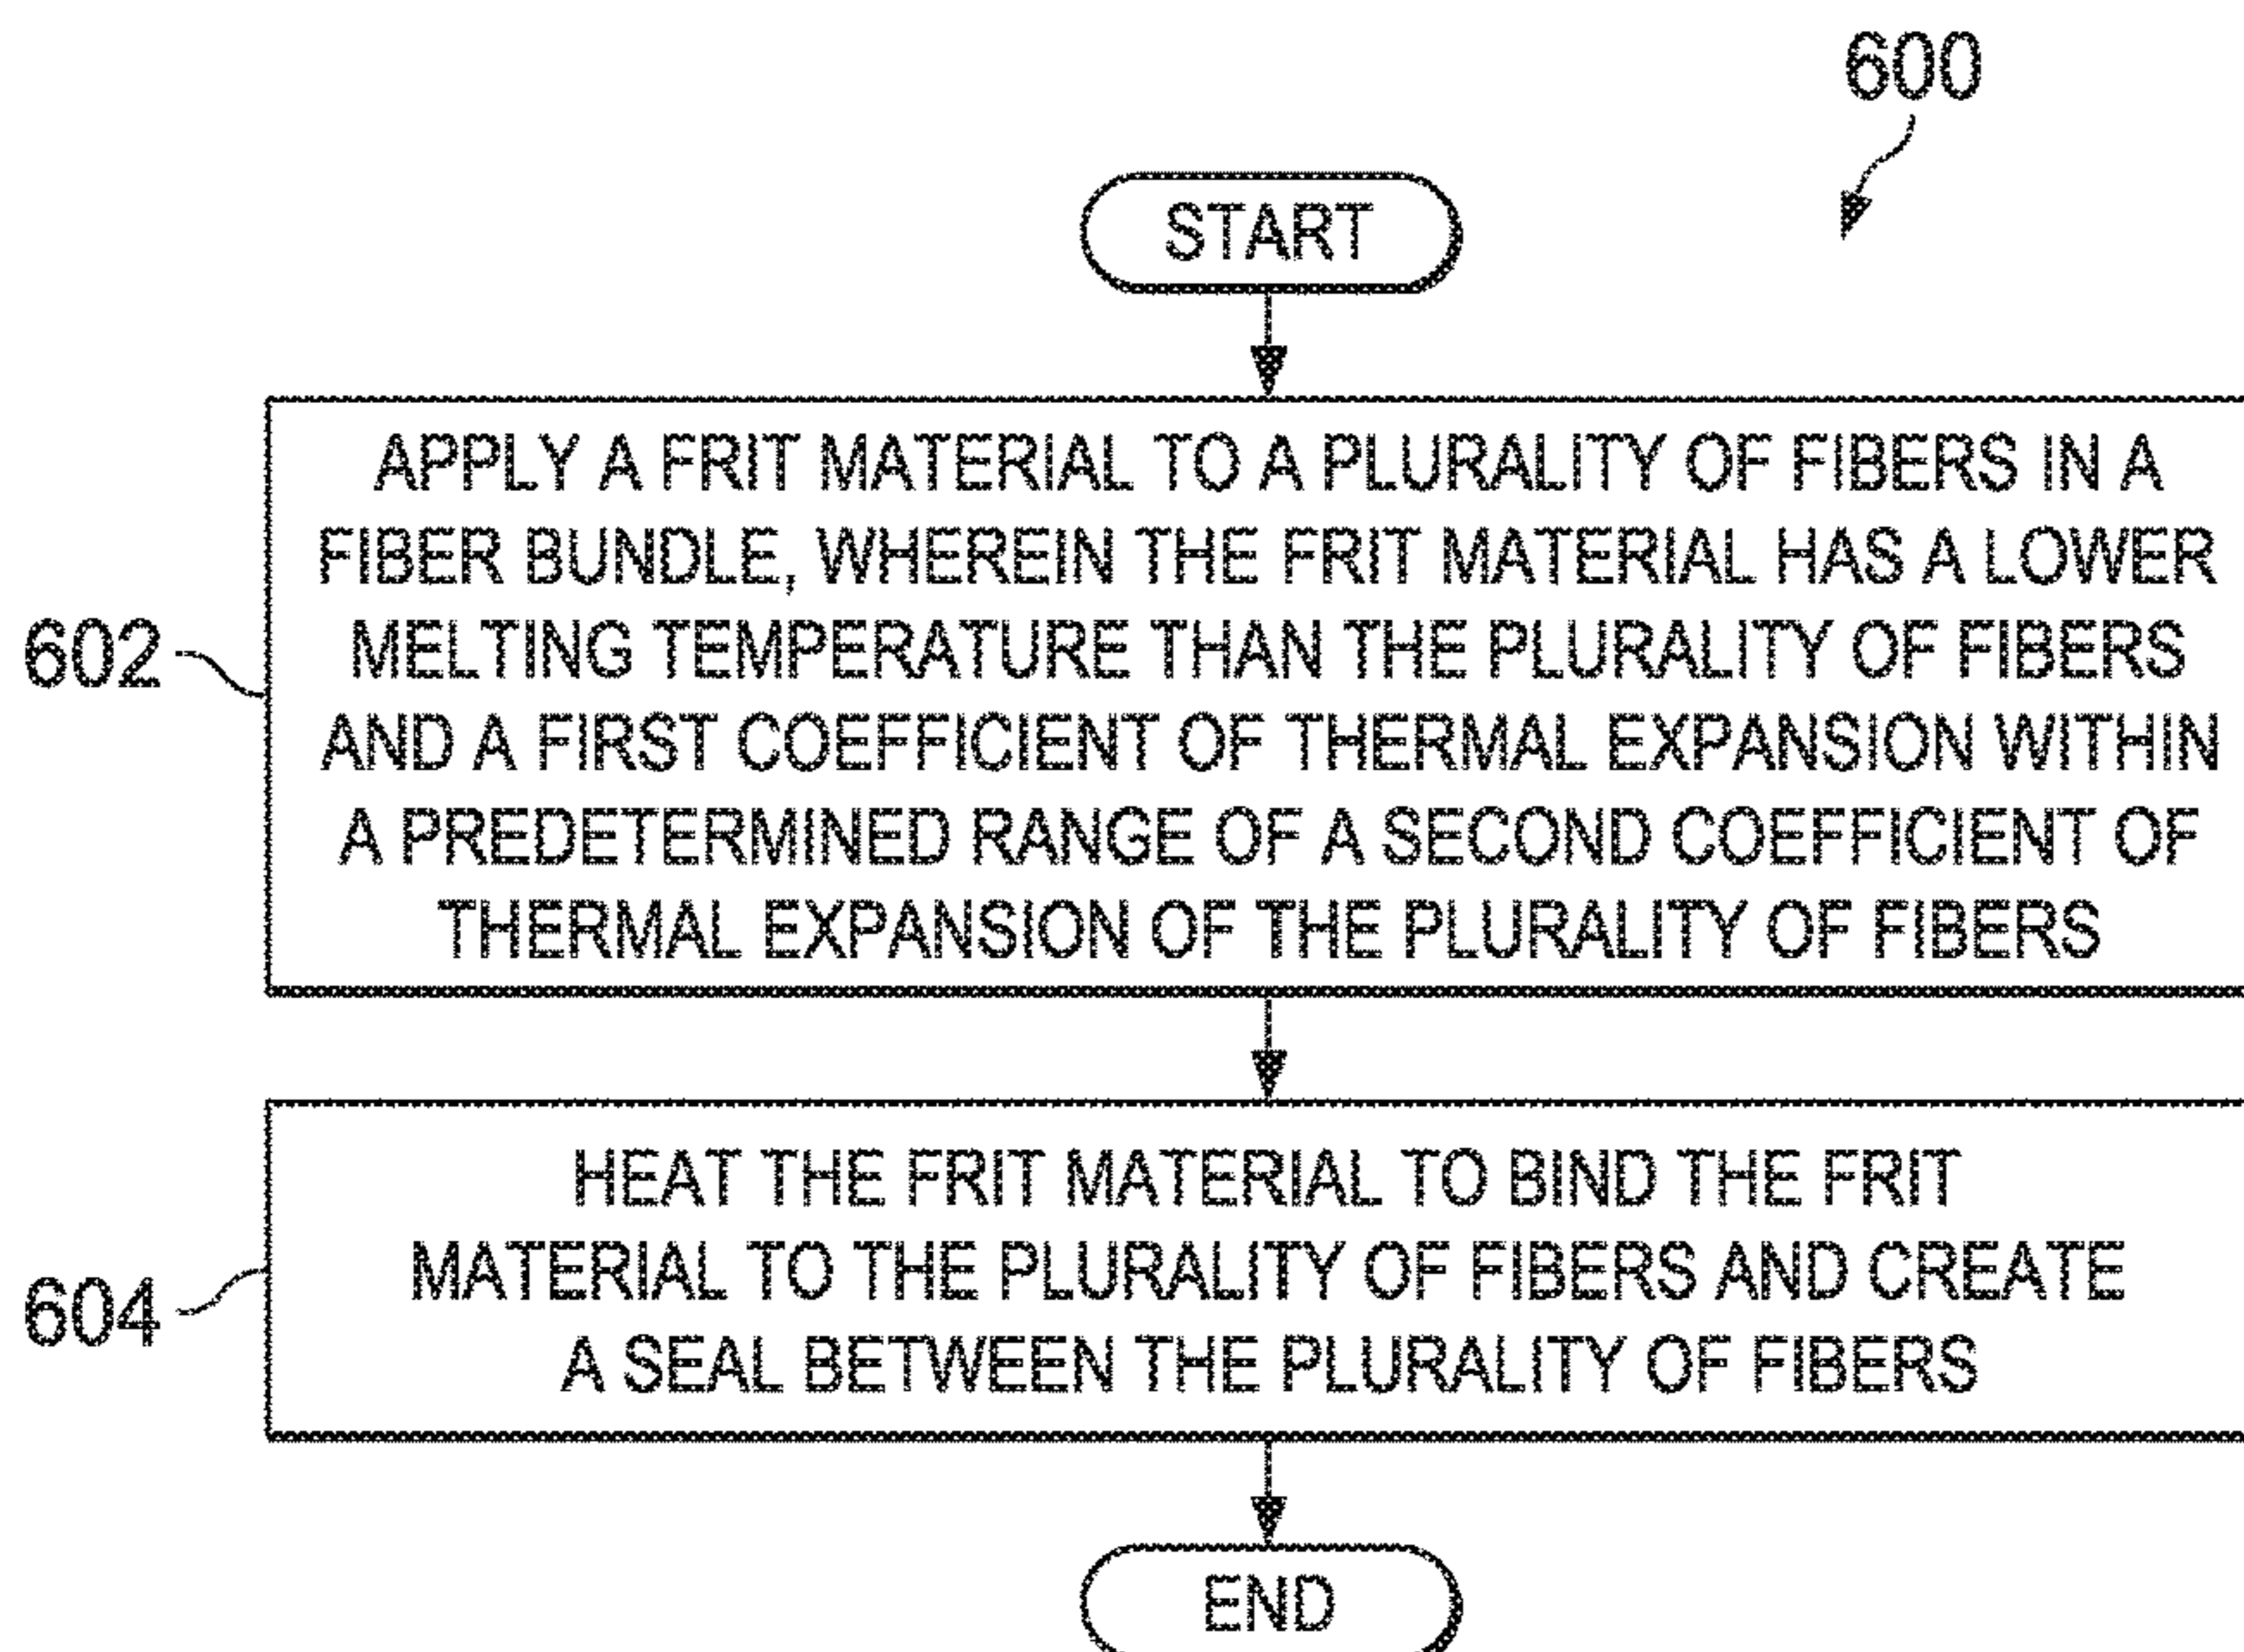 600
START
APPLY A FRIT MATERIAL TO A PLURALITY OF FIBERS IN A
FIBER BUNDLE, WHEREIN THE FRIT MATERIAL HAS A LOWER
602
MELTING TEMPERATURE THAN THE PLURALITY OF FIBERS
AND A FIRST COEFFICIENT OF THERMAL EXPANSION WITHIN
A PREDETERMINED RANGE OF A SECOND COEFFICIENT OF
THERMAL EXPANSION OF THE PLURALITY OF FIBERS
HEAT THE FRIT MATERIAL TO BIND THE FRIT
MATERIAL TO THE PLURALITY OF FIBERS AND CREATE
604
A SEAL BETWEEN THE PLURALITY OF FIBERS
END